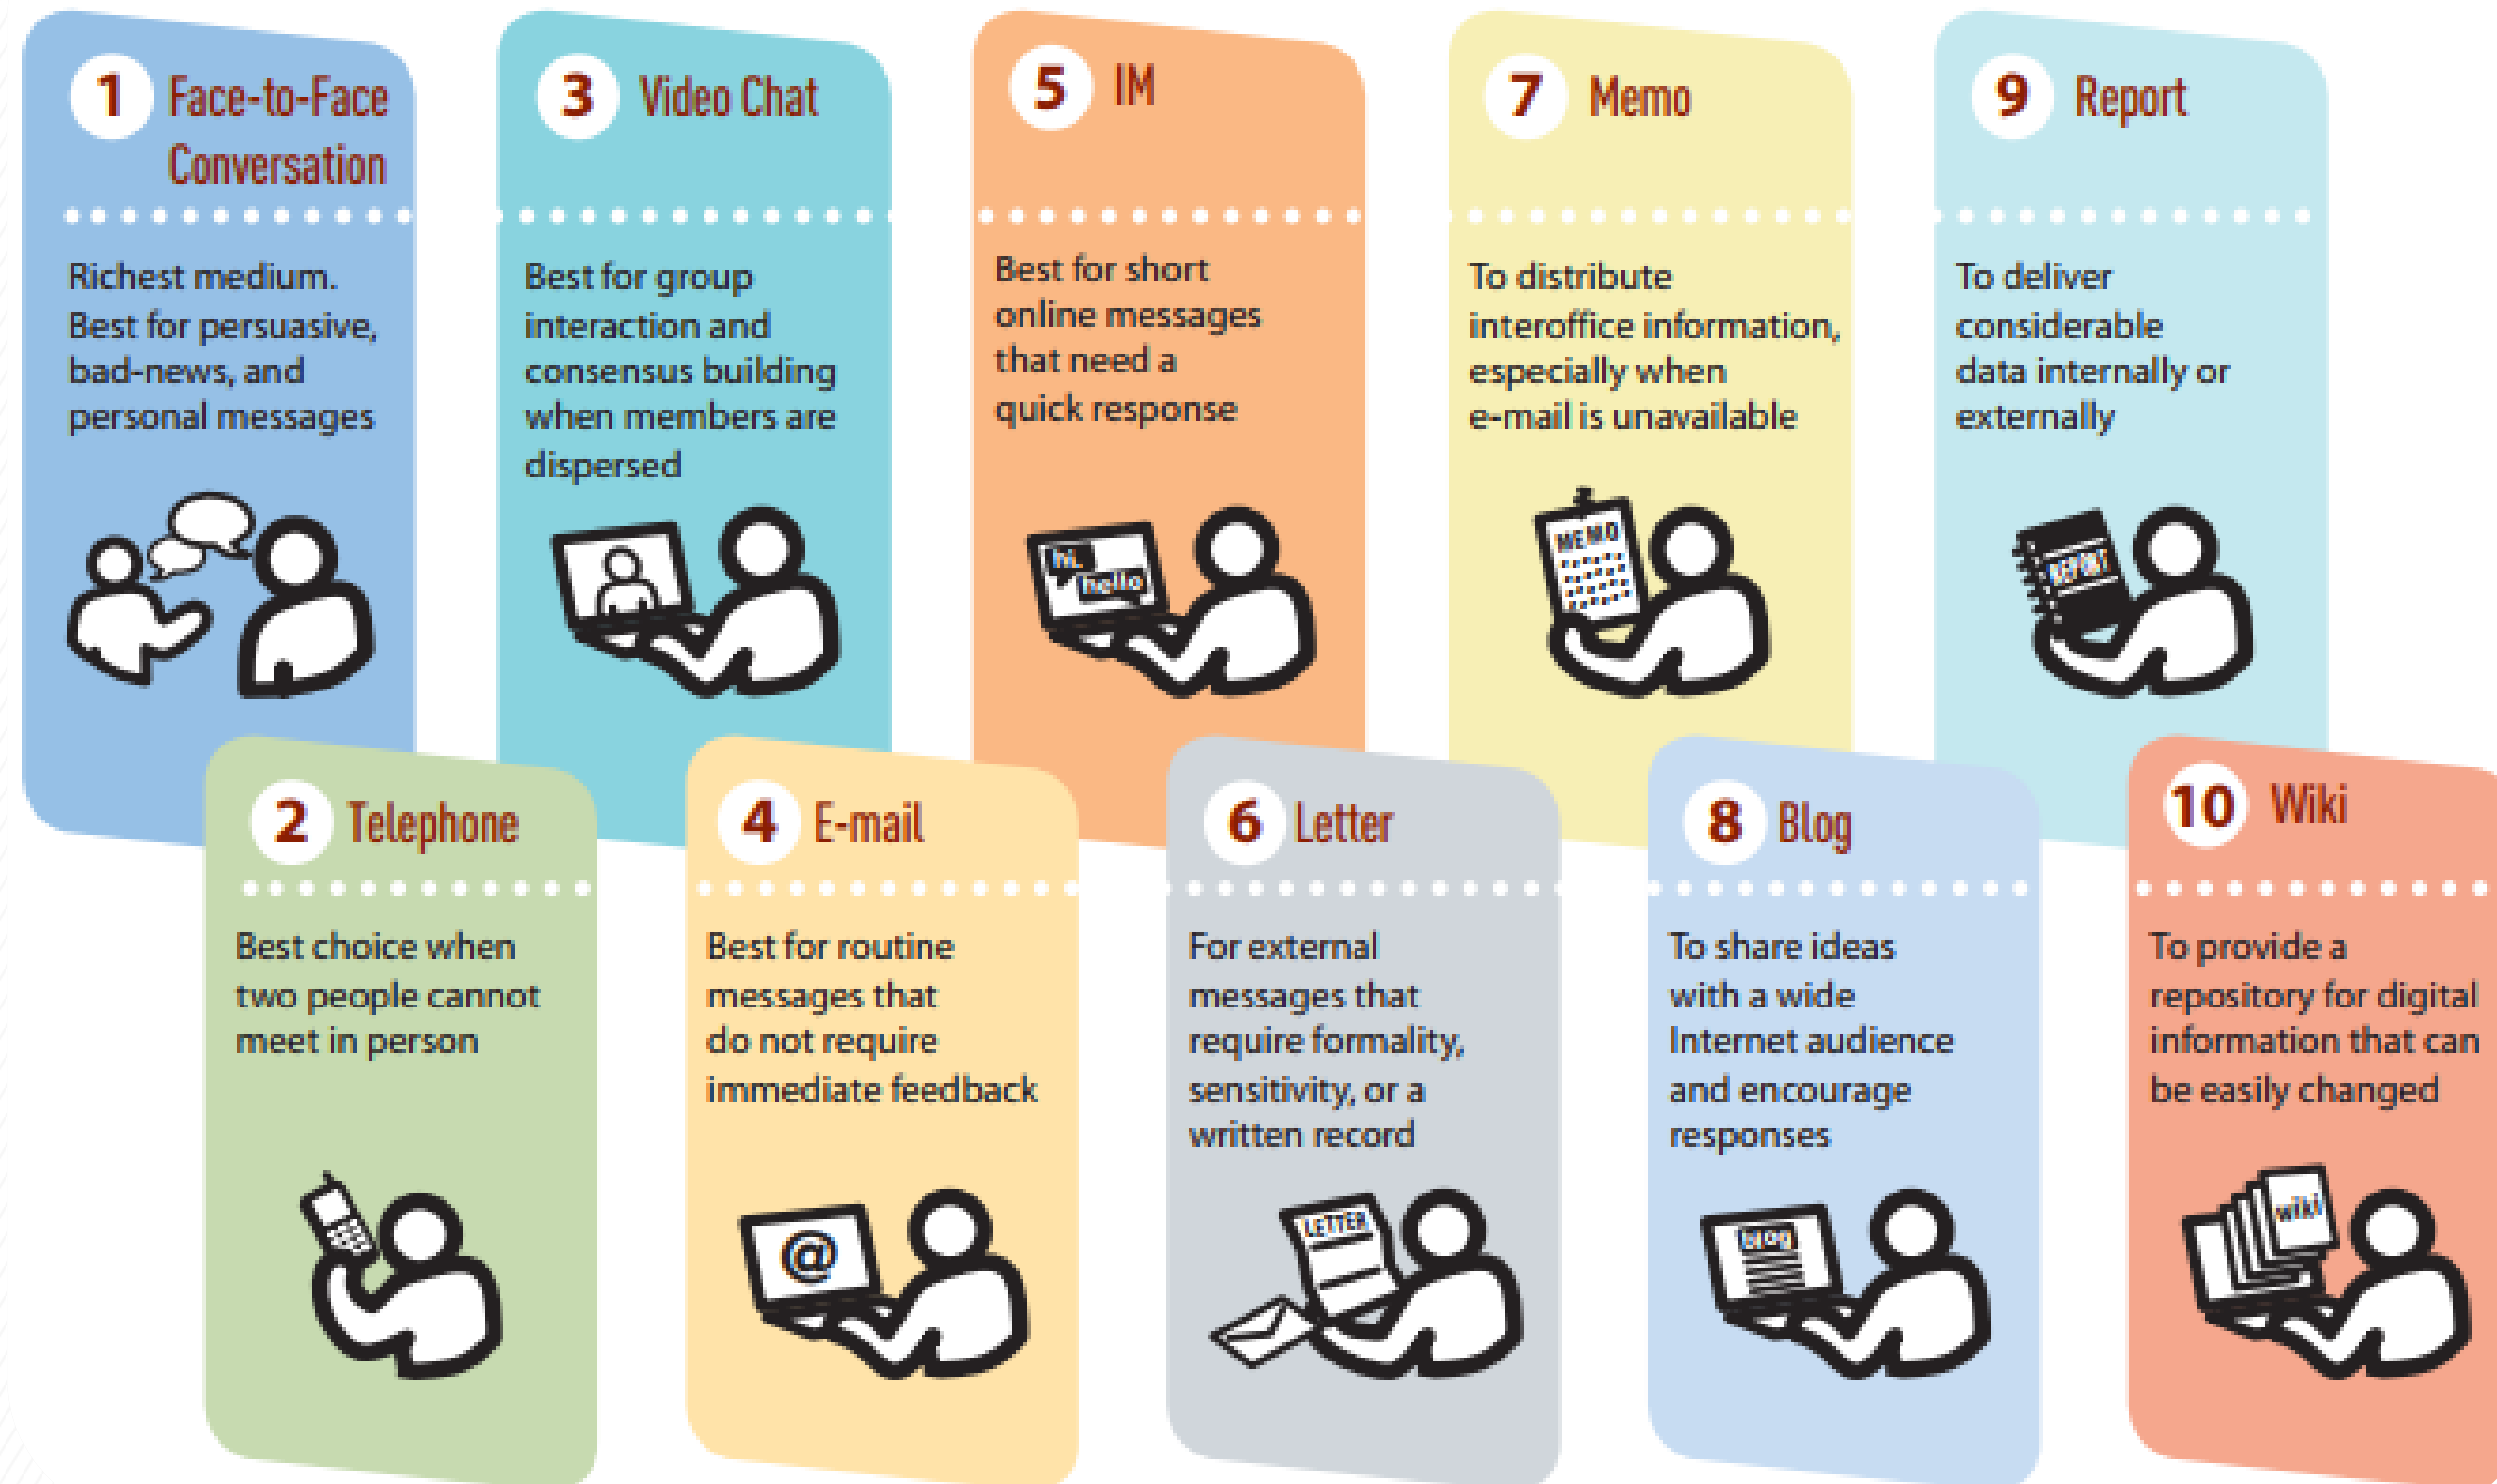 1 Face-to-Face
Conversation
Richest medium.
Best for persuasive,
bad-news, and
personal messages
2 Telephone
Best choice when
two people cannot
meet in person
3 Video Chat
Best for group
interaction and
consensus building
when members are
dispersed
4 E-mail
Best for routine
messages that
do not require
immediate feedback
@
5 IM
Best for short
online messages
that need a
quick response
hi.
hello
6 Letter
For external
messages that
require formality,
sensitivity, or a
written record
LETTER
7 Memo
To distribute
interoffice information,
especially when
e-mail is unavailable
MEMO
8 Blog
To share ideas
with a wide
Internet audience
and encourage
responses
blog
9 Report
To deliver
considerable
data internally or
externally
REPORT
10 Wiki
To provide a
repository for digital
information that can
be easily changed
wiki